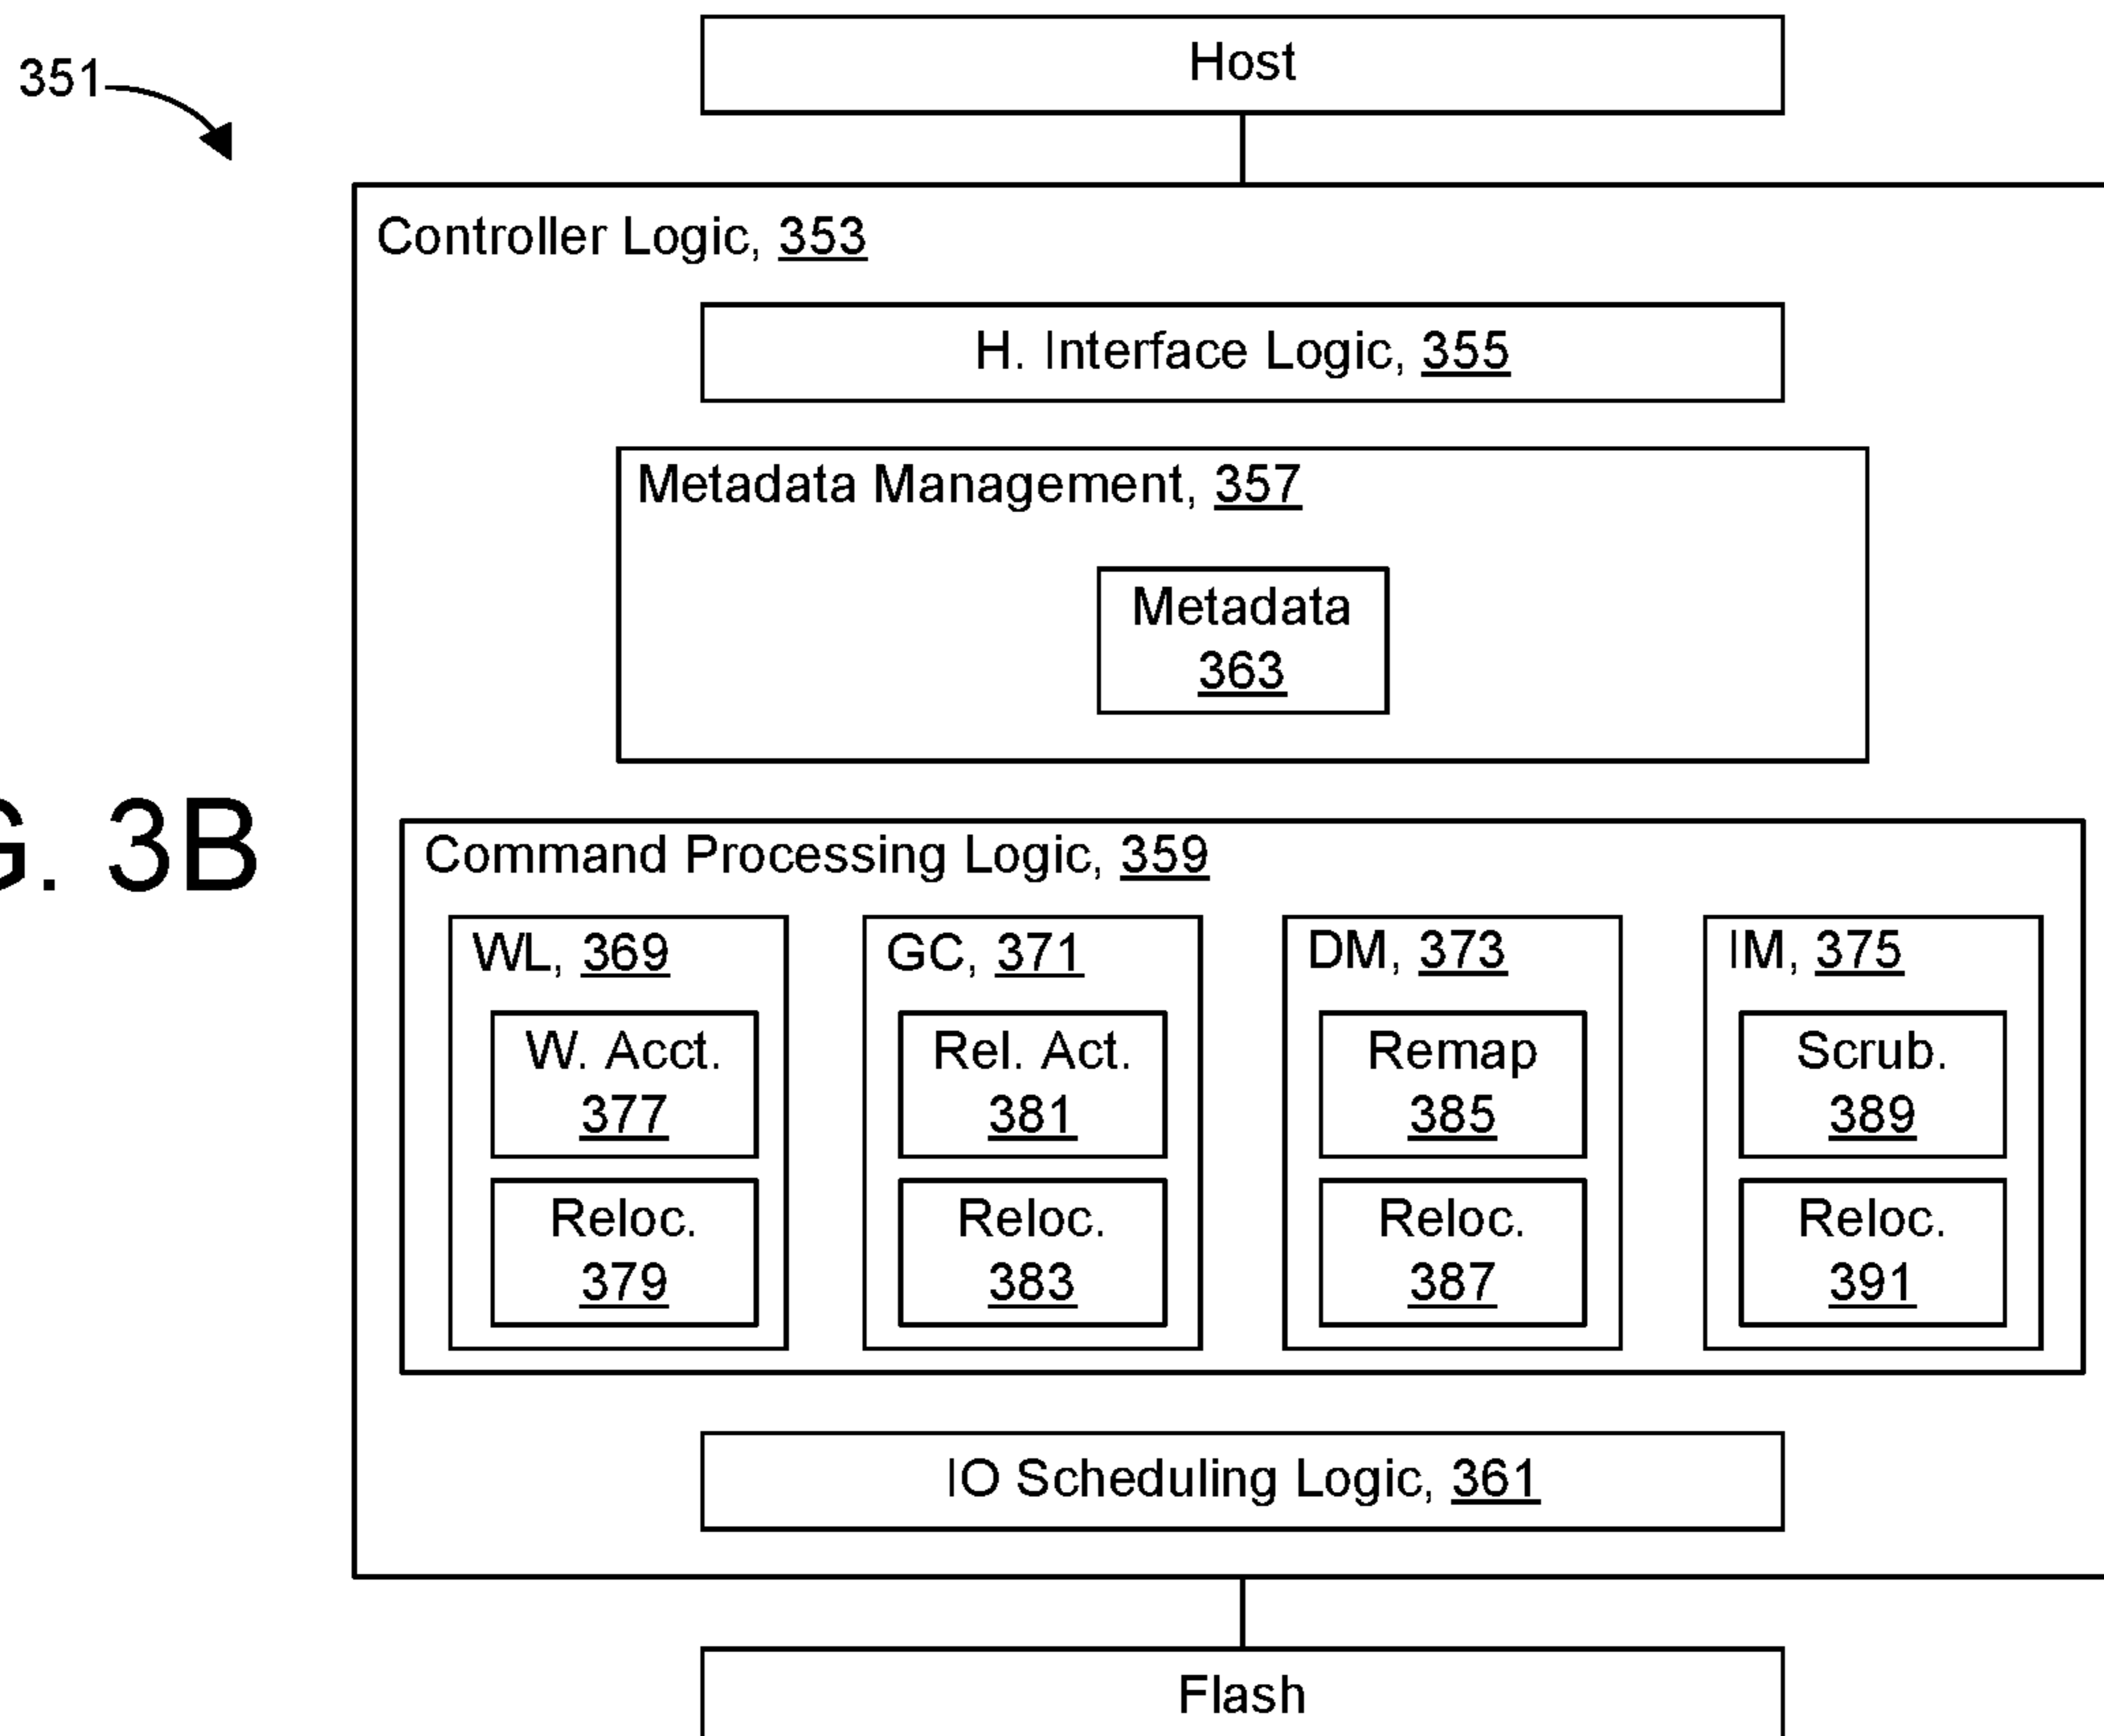 351
Host
Controller Logic, 353
H. Interface Logic, 355
Metadata Management, 357
Metadata
363
G. 3B
Command Processing Logic, 359
WL, 369
W. Acct.
377
Reloc.
379
GC, 371
Rel. Act.
381
Reloc.
383
DM, 373
Remap
385
Reloc.
387
IM, 375
Scrub.
389
Reloc.
391
IO Scheduling Logic, 361
Flash